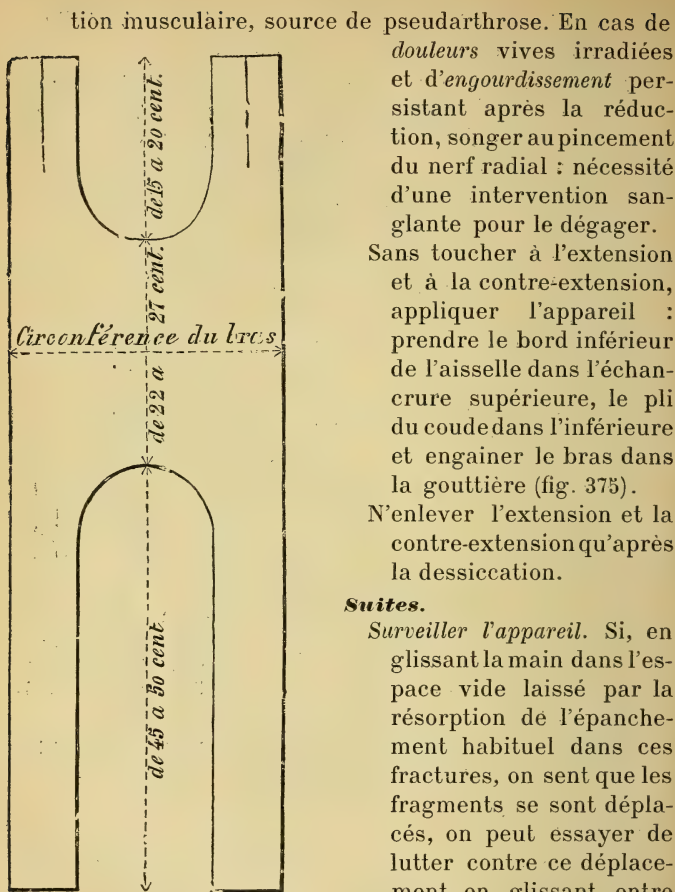 tion musculaire, source de pseudarthrose. En cas de
douleurs vives irradiées
et d'engourdissement per-
sistant après la réduc-
tion, songer au pincement
du nerf radial : nécessité
d'une intervention san-
glante pour le dégager.
Sans toucher à l'extension
et à la contre-extension,
appliquer l'appareil :
prendre le bord inférieur
de l'aisselle dans l'échan-
crure supérieure, le pli
du coude dans l'inférieure
et engainer le bras dans
la gouttière (fig. 375).
N'enlever l'extension et la
contre-extension qu'après
la dessiccation.
Suites.
Surveiller l'appareil. Si, en
glissant la main dans l'es-
pace vide laissé par la
résorption de l'épanche-
ment habituel dans ces
fractures, on sent que les
fragments se sont dépla-
cés, on peut essayer de
lutter contre ce déplace-
ment en glissant entre
de 15 a 20 cent.
de 22 a 27 cent.
Circonférence du bras
de 45 a 50 cent.